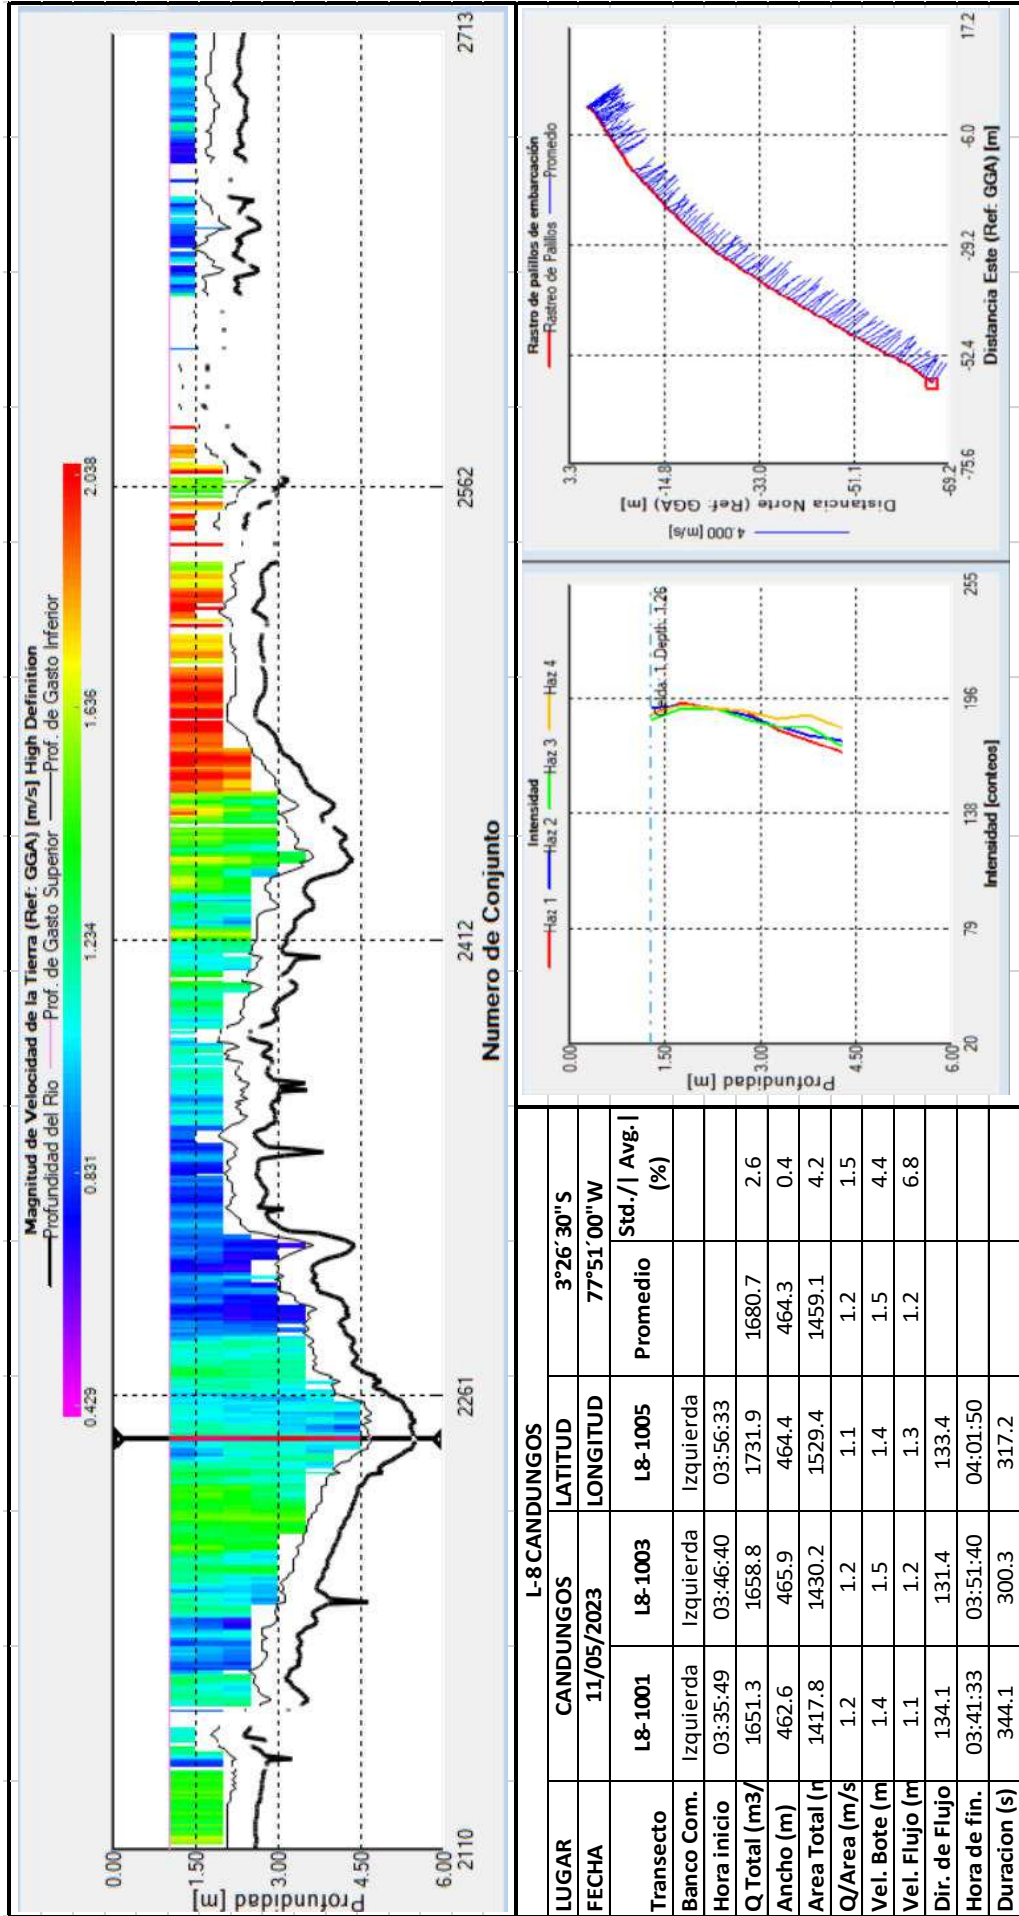 Magnitud de Velocidad de la Tierra (Ref: GGA) [m/s] High Definition
Profundidad del Rio Prof. de Gasto Superior Prof. de Gasto Inferior
0.429 0.831 1.234 1.636 2.038
Profundidad [m]
0.00
1.50
3.00
4.50
6.00
2110 2261 2412 2562 2713
Numero de Conjunto
L-8 CANDUNGOS
LUGAR CANDUNGOS LATITUD 3°26´30"S
FECHA 11/05/2023 LONGITUD 77°51´00"W
Transecto L8-1001 L8-1003 L8-1005 Promedio Std./| Avg.| (%)
Banco Com. Izquierda Izquierda Izquierda
Hora inicio 03:35:49 03:46:40 03:56:33
Q Total (m3/ 1651.3 1658.8 1731.9 1680.7 2.6
Ancho (m) 462.6 465.9 464.4 464.3 0.4
Area Total (m 1417.8 1430.2 1529.4 1459.1 4.2
Q/Area (m/s 1.2 1.2 1.1 1.2 1.5
Vel. Bote (m 1.4 1.5 1.4 1.5 4.4
Vel. Flujo (m 1.1 1.2 1.3 1.2 6.8
Dir. de Flujo 134.1 131.4 133.4
Hora de fin. 03:41:33 03:51:40 04:01:50
Duracion (s) 344.1 300.3 317.2
Intensidad
Haz 1 Haz 2 Haz 3 Haz 4
Celda: 1 Depth: 1.26
Profundidad [m]
0.00
1.50
3.00
4.50
6.00
20 79 138 196 255
Intensidad [conteos]
Rastro de palillos de embarcación
Rastreo de Palillos Promedio
4.000 [m/s]
Distancia Norte (Ref: GGA) [m]
3.3
-14.8
-33.0
-51.1
-69.2
-75.6 -52.4 -29.2 -6.0 17.2
Distancia Este (Ref: GGA) [m]